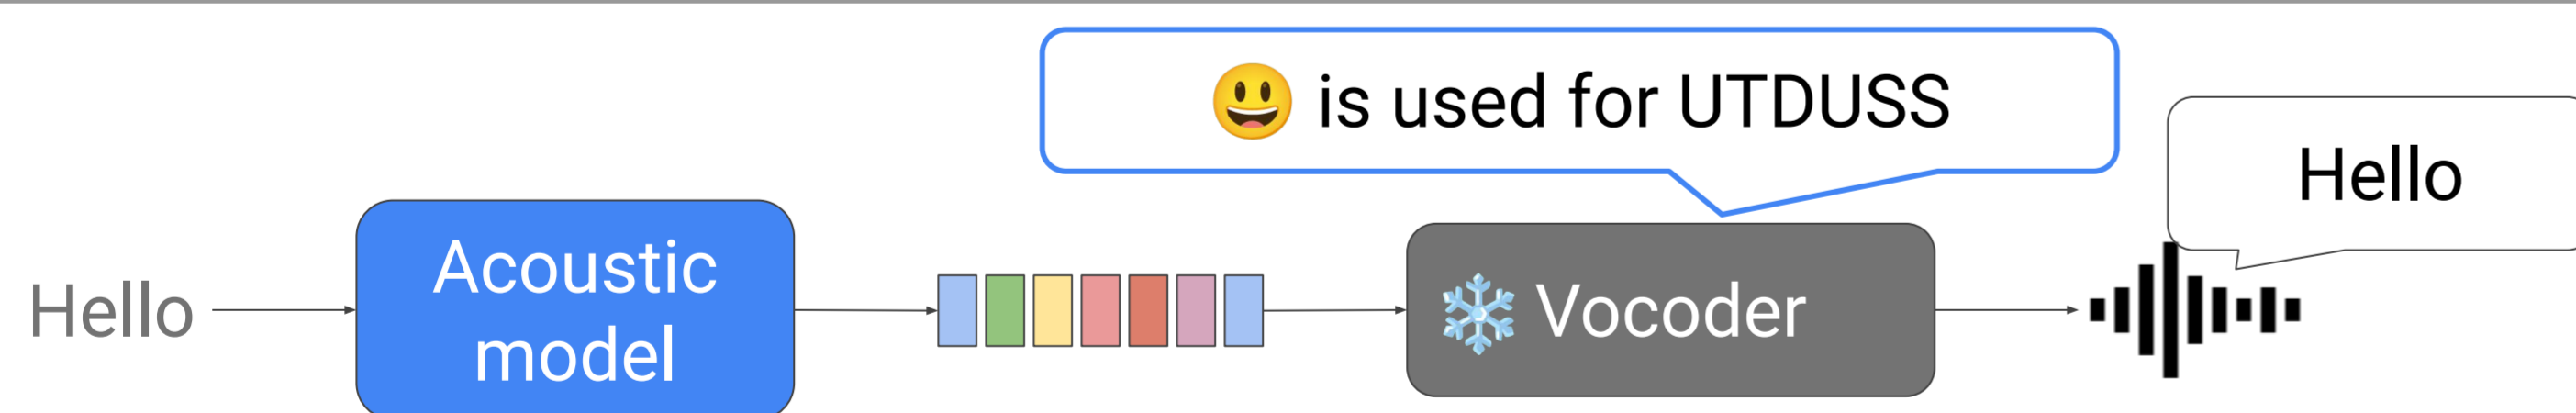 😃 is used for UTDUSS
Hello
Hello
Acoustic
model
❄️ Vocoder